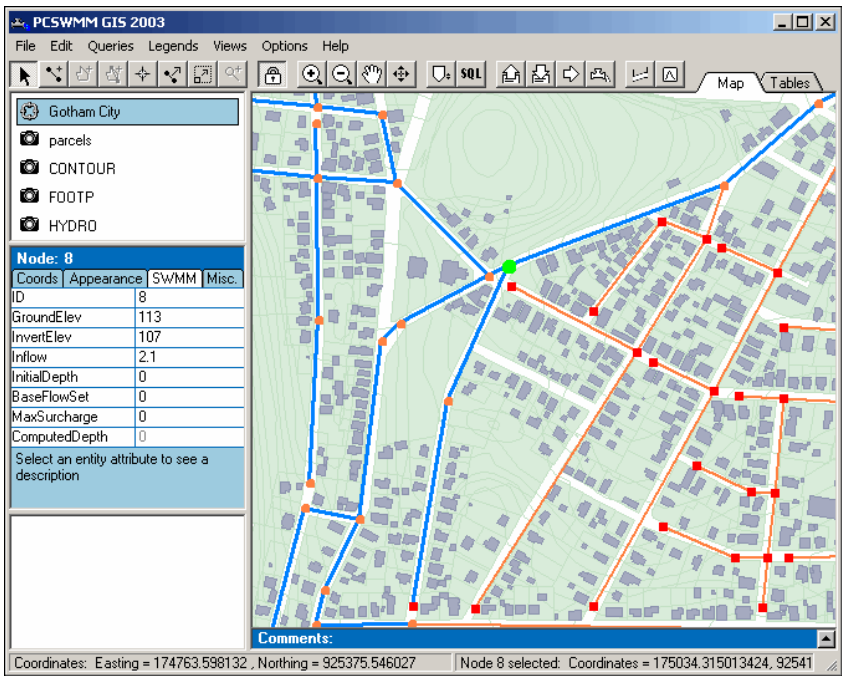 PCSWMM GIS 2003
File Edit Queries Legends Views Options Help
SQL
Map Tables
Gotham City
parcels
CONTOUR
FOOTP
HYDRO
Node: 8
Coords Appearance SWMM Misc.
ID 8
GroundElev 113
InvertElev 107
Inflow 2.1
InitialDepth 0
BaseFlowSet 0
MaxSurcharge 0
ComputedDepth 0
Select an entity attribute to see a
description
Comments:
Coordinates: Easting = 174763.598132 , Northing = 925375.546027 Node 8 selected: Coordinates = 175034.315013424, 92541